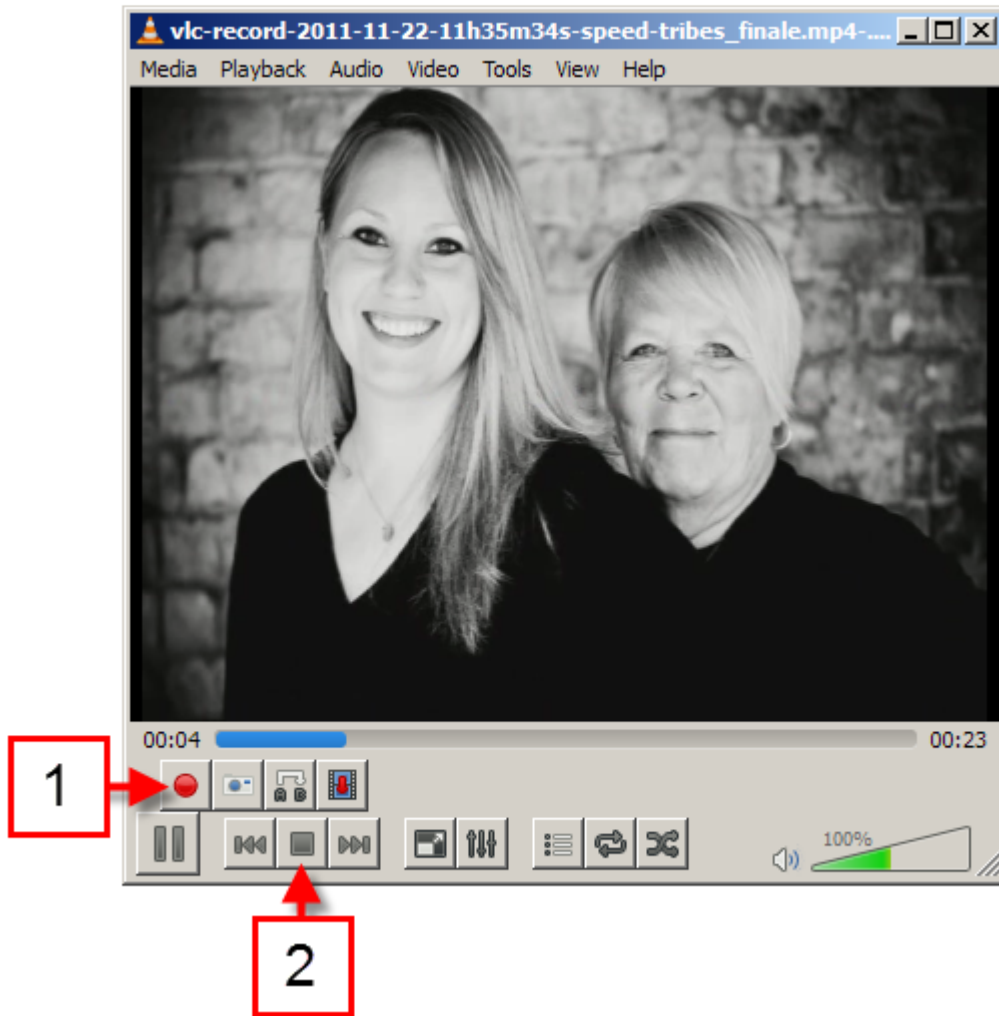 vlc-record-2011-11-22-11h35m34s-speed-tribes_finale.mp4-....
Media Playback Audio Video Tools View Help
00:04 00:23
1
A B
100%
2